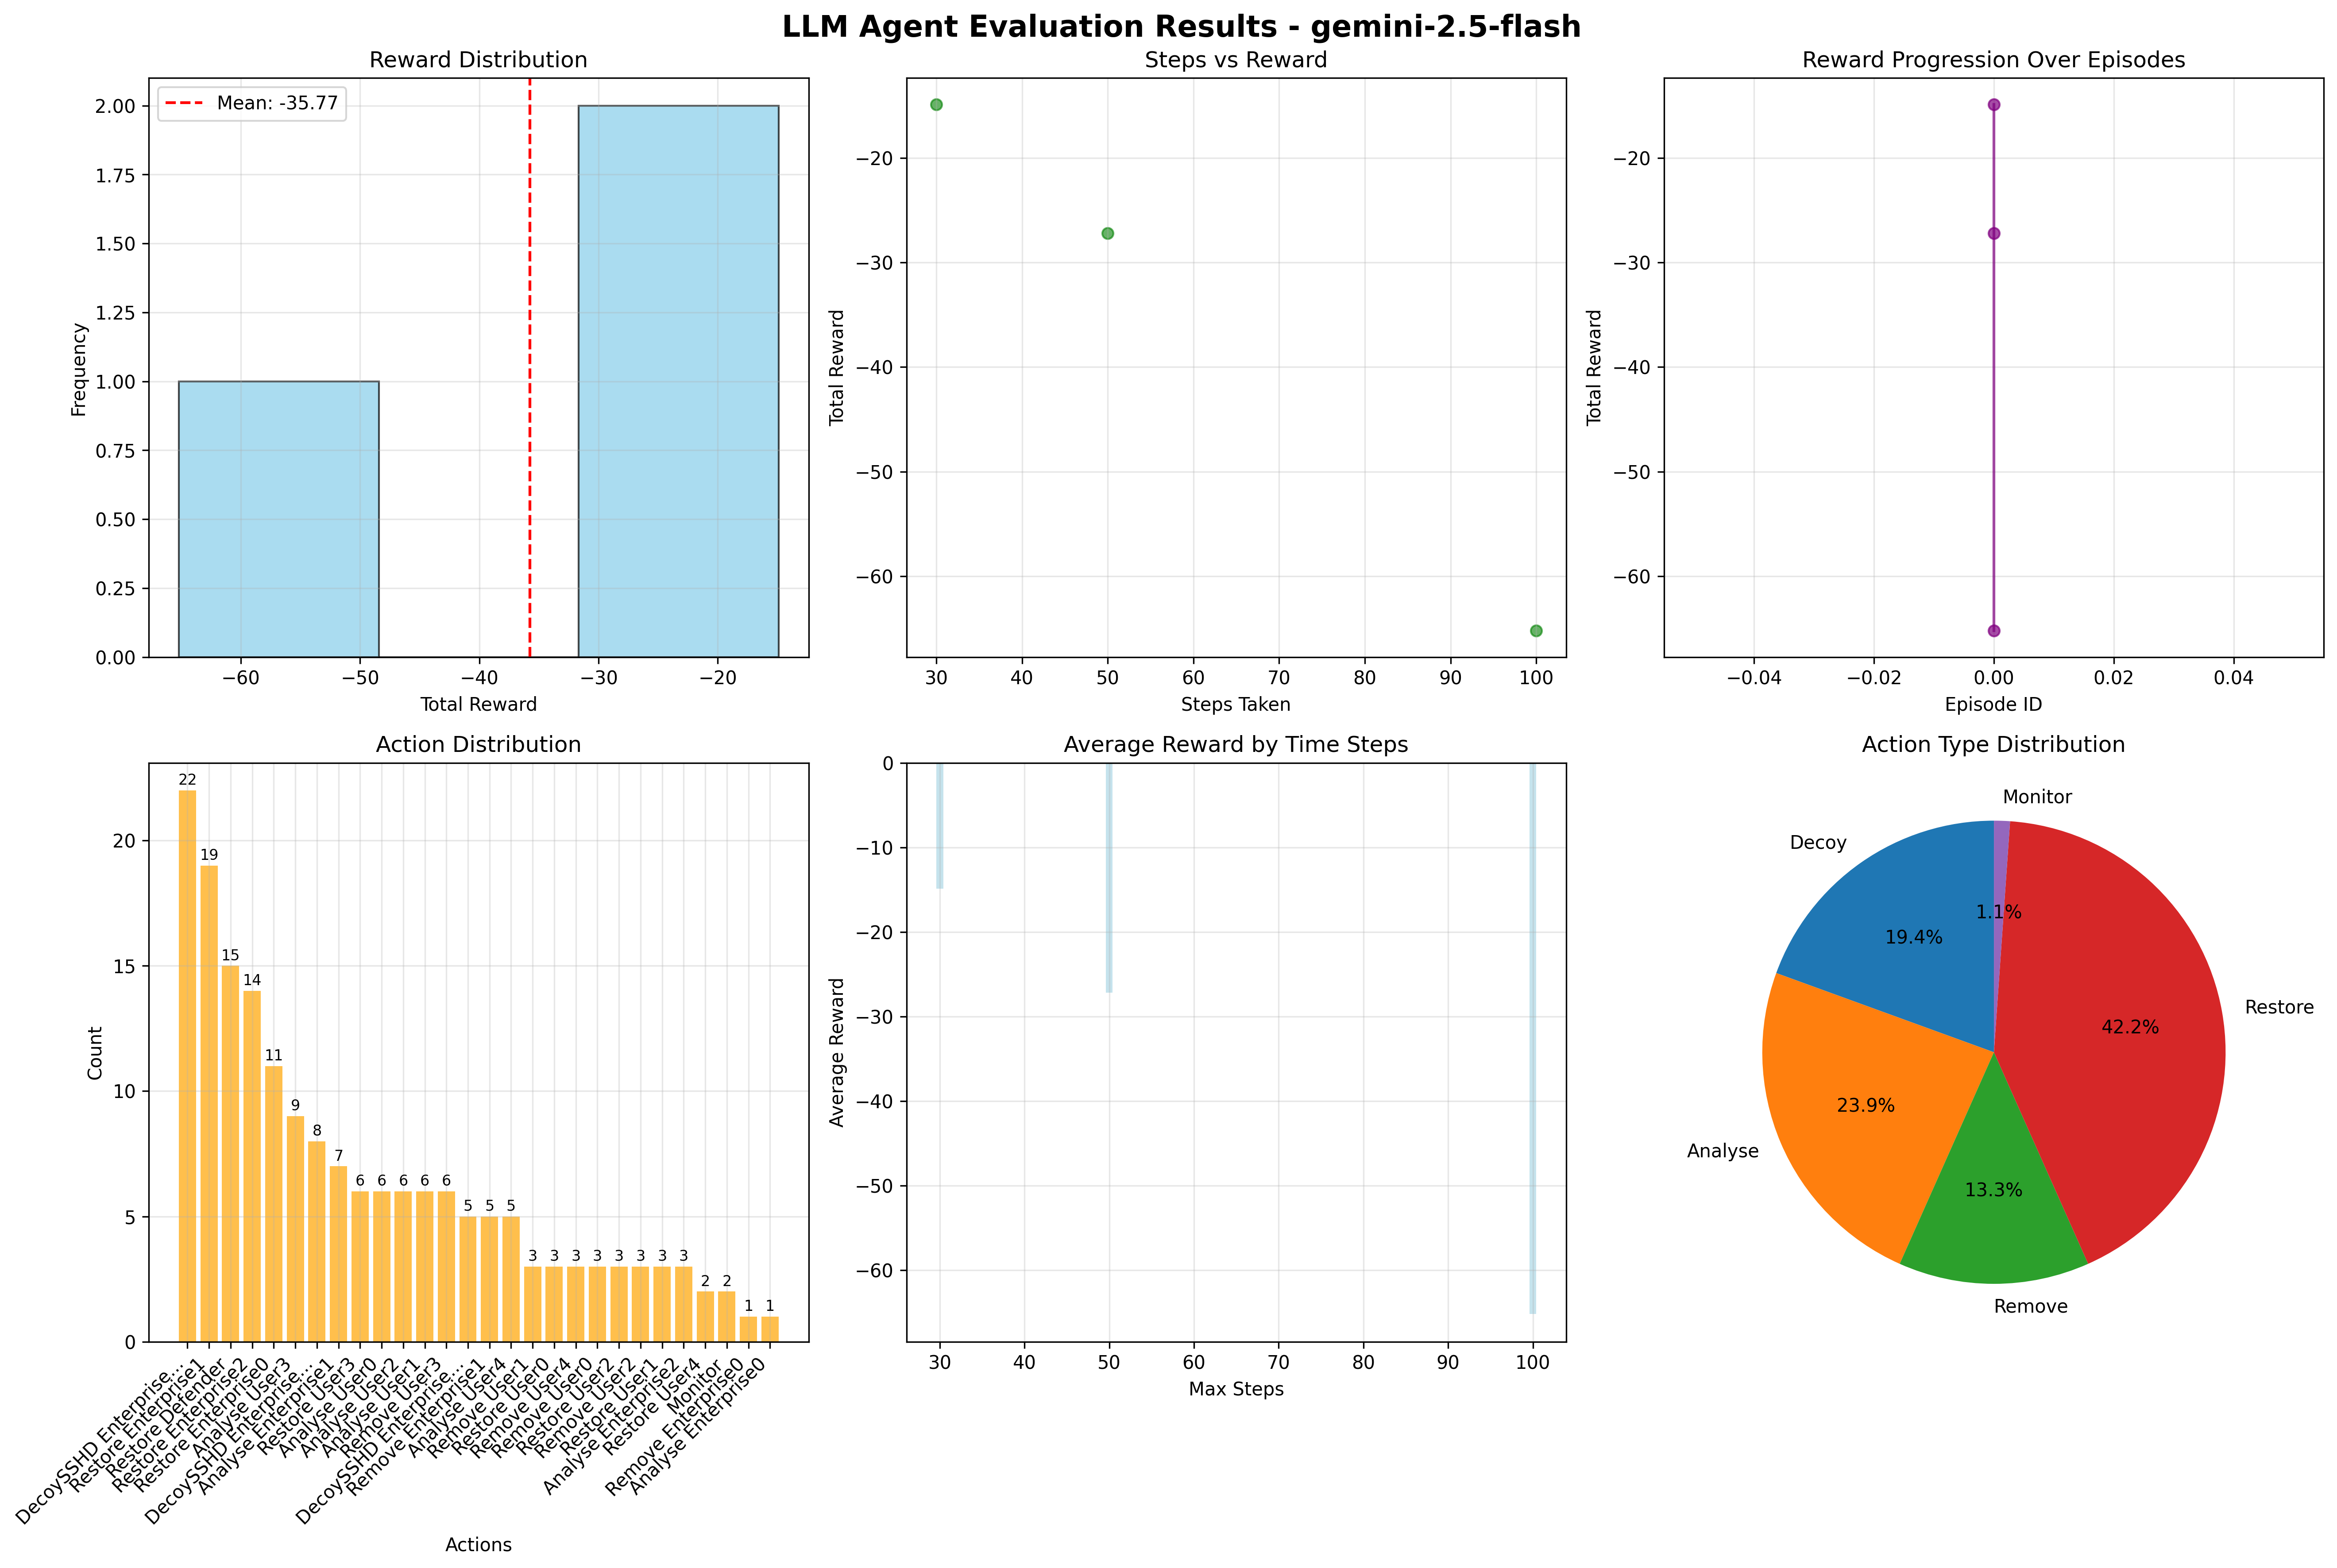 LLM Agent Evaluation Results - gemini-2.5-flash
Reward Distribution
Mean: -35.77
2.00
1.75
1.50
1.25
1.00
0.75
0.50
0.25
0.00
Frequency
−60 −50 −40 −30 −20
Total Reward
Steps vs Reward
−20
−30
−40
−50
−60
Total Reward
30 40 50 60 70 80 90 100
Steps Taken
Reward Progression Over Episodes
−20
−30
−40
−50
−60
Total Reward
−0.04 −0.02 0.00 0.02 0.04
Episode ID
Action Distribution
20
15
10
5
0
Count
22 19 15 14 11 9 8 7 6 6 6 6 6 5 5 5 3 3 3 3 3 3 3 3 2 2 1 1
DecoySSHD Enterprise...
Restore Enterprise1
Restore Defender
Restore Enterprise2
Restore Enterprise0
Analyse User3
DecoySSHD Enterprise...
Analyse Enterprise1
Restore User3
Analyse User0
Analyse User2
Analyse User1
Remove User3
DecoySSHD Enterprise...
Remove Enterprise1
Analyse User4
Remove User1
Restore User0
Remove User4
Remove User0
Restore User2
Remove User2
Restore User1
Analyse Enterprise2
Restore User4
Monitor
Remove Enterprise0
Analyse Enterprise0
Actions
Average Reward by Time Steps
0
−10
−20
−30
−40
−50
−60
Average Reward
30 40 50 60 70 80 90 100
Max Steps
Action Type Distribution
Monitor
Decoy
1.1%
19.4%
Restore
42.2%
23.9%
Analyse
13.3%
Remove